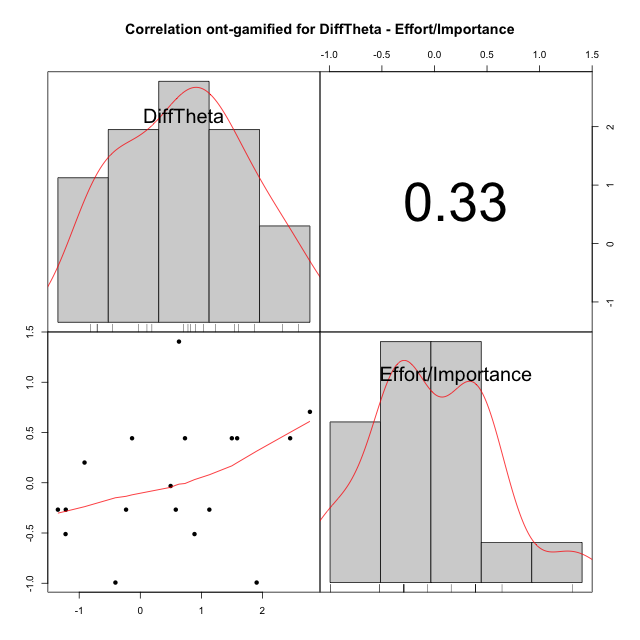 Correlation ont-gamified for DiffTheta - Effort/Importance
-1.0 -0.5 0.0 0.5 1.0 1.5
DiffTheta
0.33
2
1
0
-1
1.5
1.0
0.5
0.0
-0.5
-1.0
Effort/Importance
-1 0 1 2